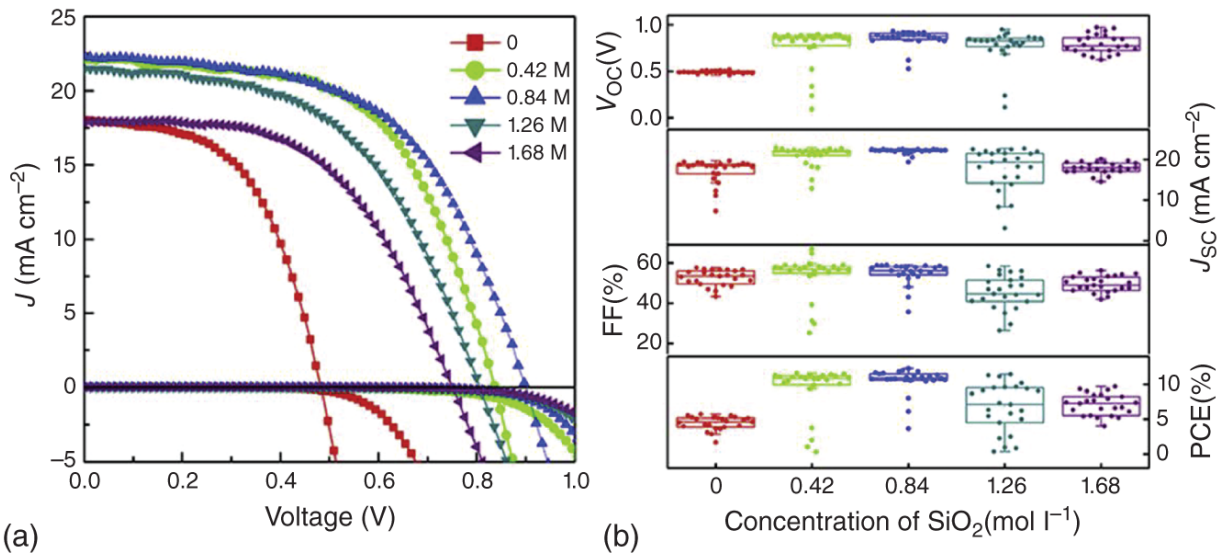 25
20
15
10
5
0
−5
J (mA cm⁻²)
0
0.42 M
0.84 M
1.26 M
1.68 M
0.0 0.2 0.4 0.6 0.8 1.0
Voltage (V)
(a)
1.0
0.5
0.0
V_OC(V)
20
10
0
J_SC (mA cm⁻²)
60
40
20
FF(%)
10
5
0
PCE(%)
0 0.42 0.84 1.26 1.68
Concentration of SiO₂(mol l⁻¹)
(b)